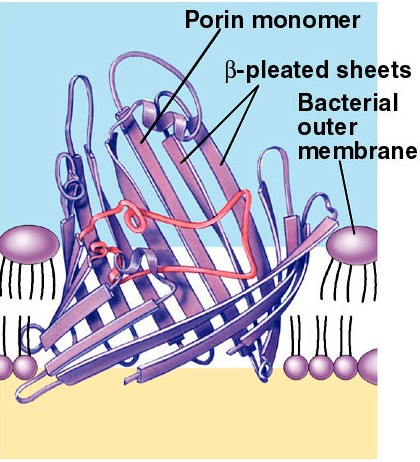 Porin monomer
β-pleated sheets
Bacterial
outer
membrane